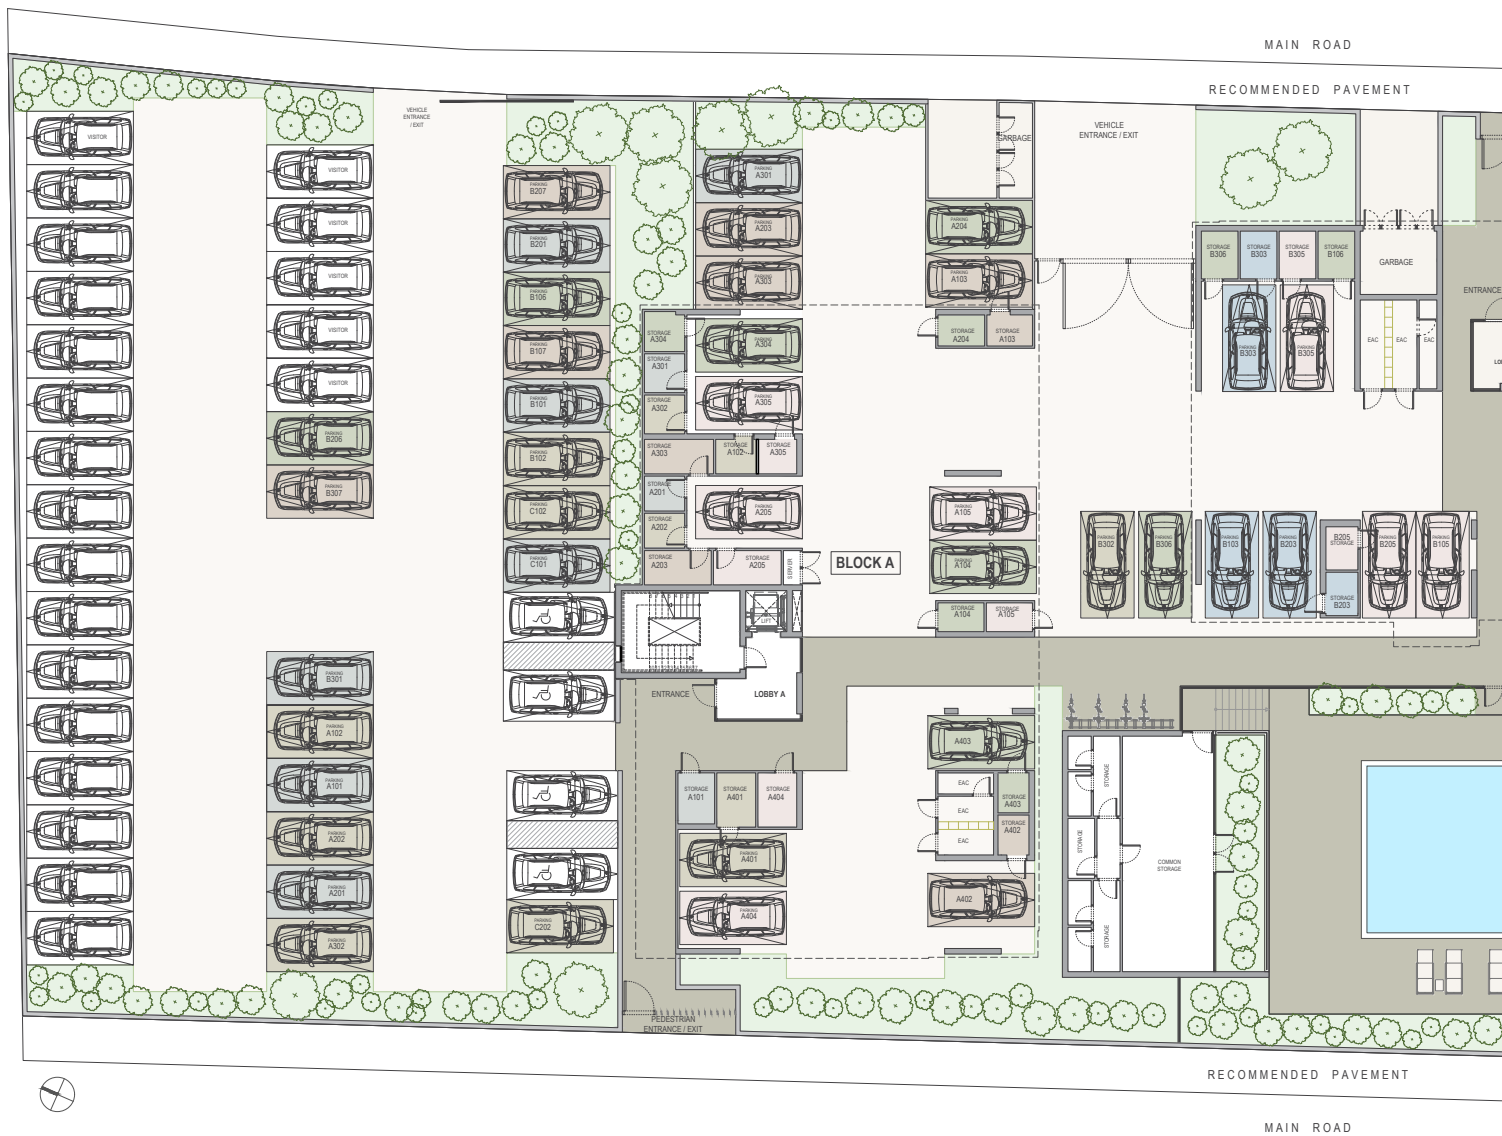 MAIN ROAD
RECOMMENDED PAVEMENT
VEHICLE
ENTRANCE
/ EXIT
VEHICLE
ENTRANCE / EXIT
GARBAGE
VISITOR
VISITOR
VISITOR
VISITOR
VISITOR
VISITOR
PARKING
B206
PARKING
B307
PARKING
B301
PARKING
A102
PARKING
A101
PARKING
A202
PARKING
A201
PARKING
A302
PARKING
B207
PARKING
B201
PARKING
B106
PARKING
B107
PARKING
B101
PARKING
B102
PARKING
C102
PARKING
C101
PARKING
C202
PARKING
A301
PARKING
A203
PARKING
A303
PARKING
A304
PARKING
A305
PARKING
A205
STORAGE
A304
STORAGE
A301
STORAGE
A302
STORAGE
A303
STORAGE
A102
STORAGE
A305
STORAGE
A201
STORAGE
A202
STORAGE
A203
STORAGE
A205
SERVER
LIFT
BLOCK A
ENTRANCE
LOBBY A
STORAGE
A101
STORAGE
A401
STORAGE
A404
PARKING
A401
PARKING
A404
PARKING
A204
PARKING
A103
STORAGE
A204
STORAGE
A103
PARKING
A105
PARKING
A104
STORAGE
A104
STORAGE
A105
A403
EAC
EAC
EAC
STORAGE
A403
STORAGE
A402
A402
STORAGE
STORAGE
STORAGE
COMMON
STORAGE
STORAGE
B306
STORAGE
B303
STORAGE
B305
STORAGE
B106
GARBAGE
ENTRANCE
PARKING
B303
PARKING
B305
EAC
EAC
EAC
PARKING
B302
PARKING
B306
PARKING
B103
PARKING
B203
B205
STORAGE
STORAGE
B203
PARKING
B205
PARKING
B105
PEDESTRIAN
ENTRANCE / EXIT
RECOMMENDED PAVEMENT
MAIN ROAD